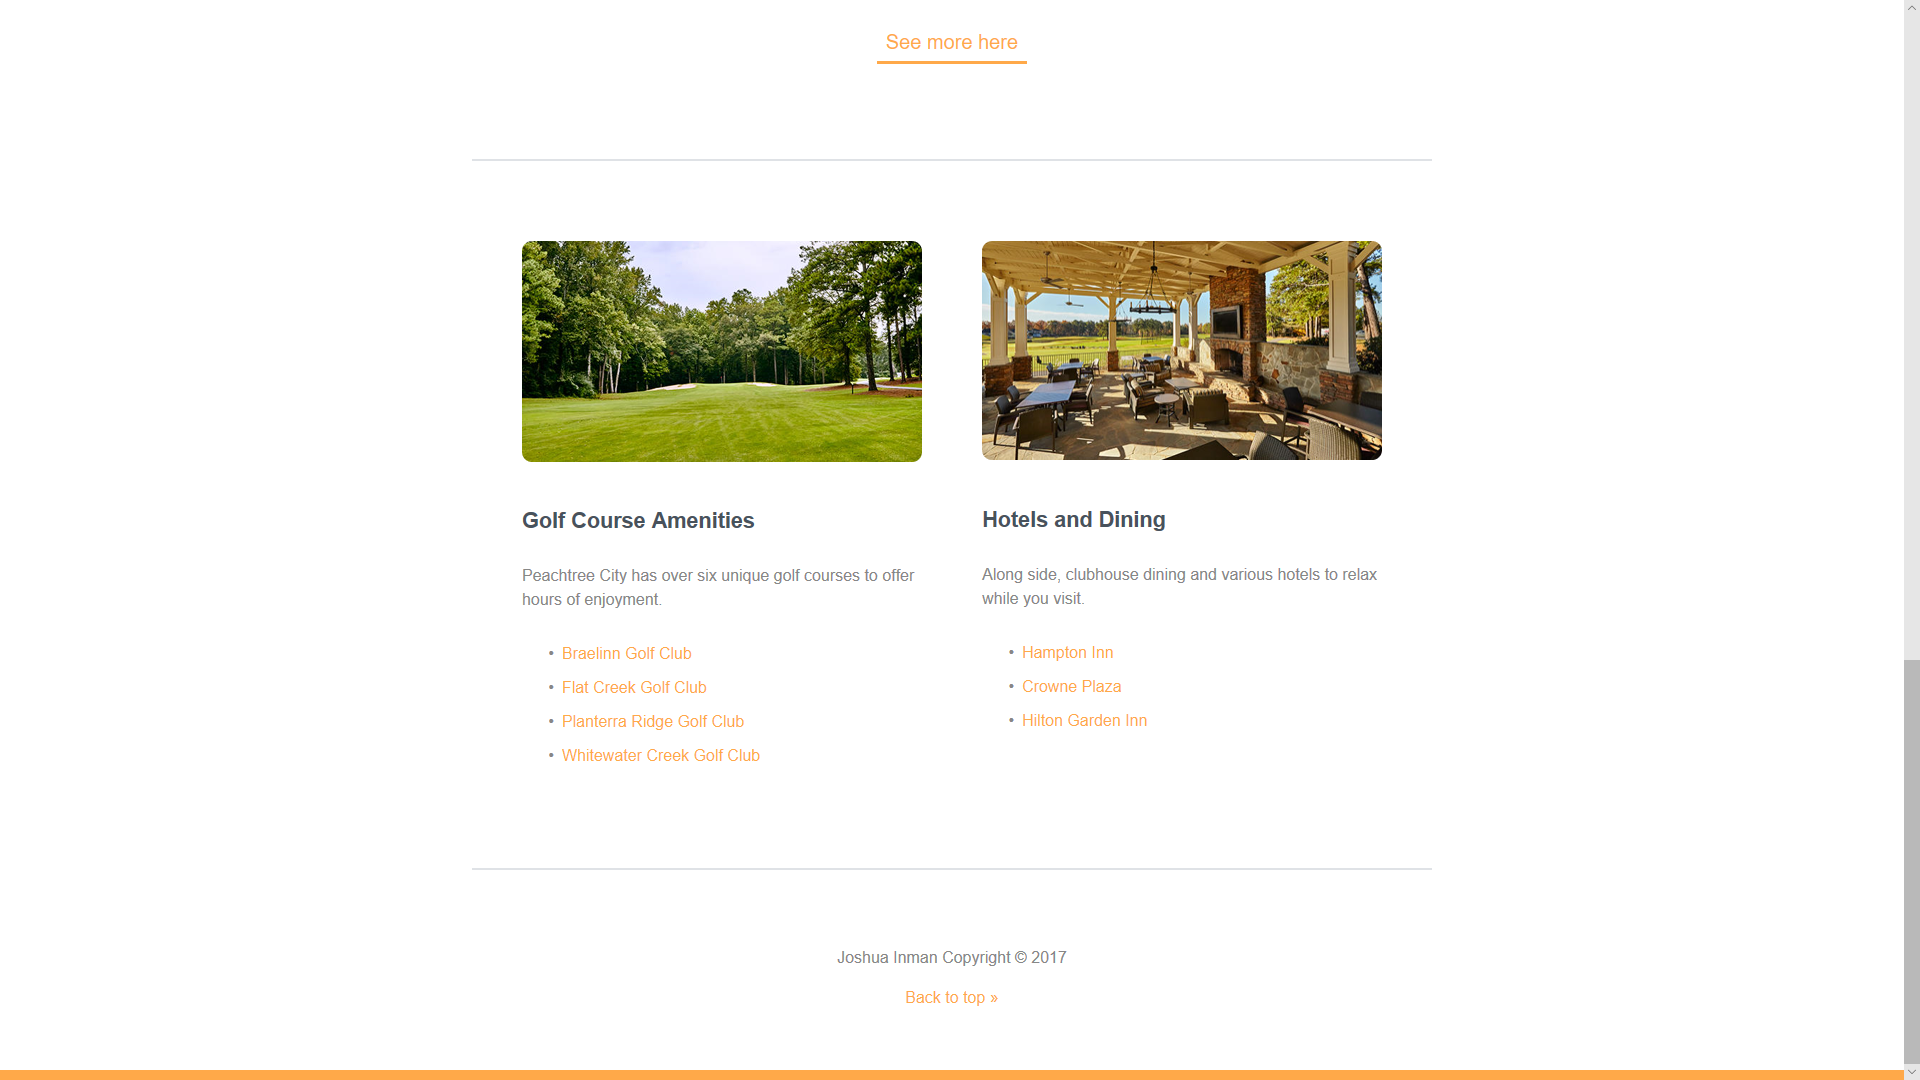 See more here
Golf Course Amenities
Peachtree City has over six unique golf courses to offer
hours of enjoyment.
• Braelinn Golf Club
• Flat Creek Golf Club
• Planterra Ridge Golf Club
• Whitewater Creek Golf Club
Hotels and Dining
Along side, clubhouse dining and various hotels to relax
while you visit.
• Hampton Inn
• Crowne Plaza
• Hilton Garden Inn
Joshua Inman Copyright © 2017
Back to top »